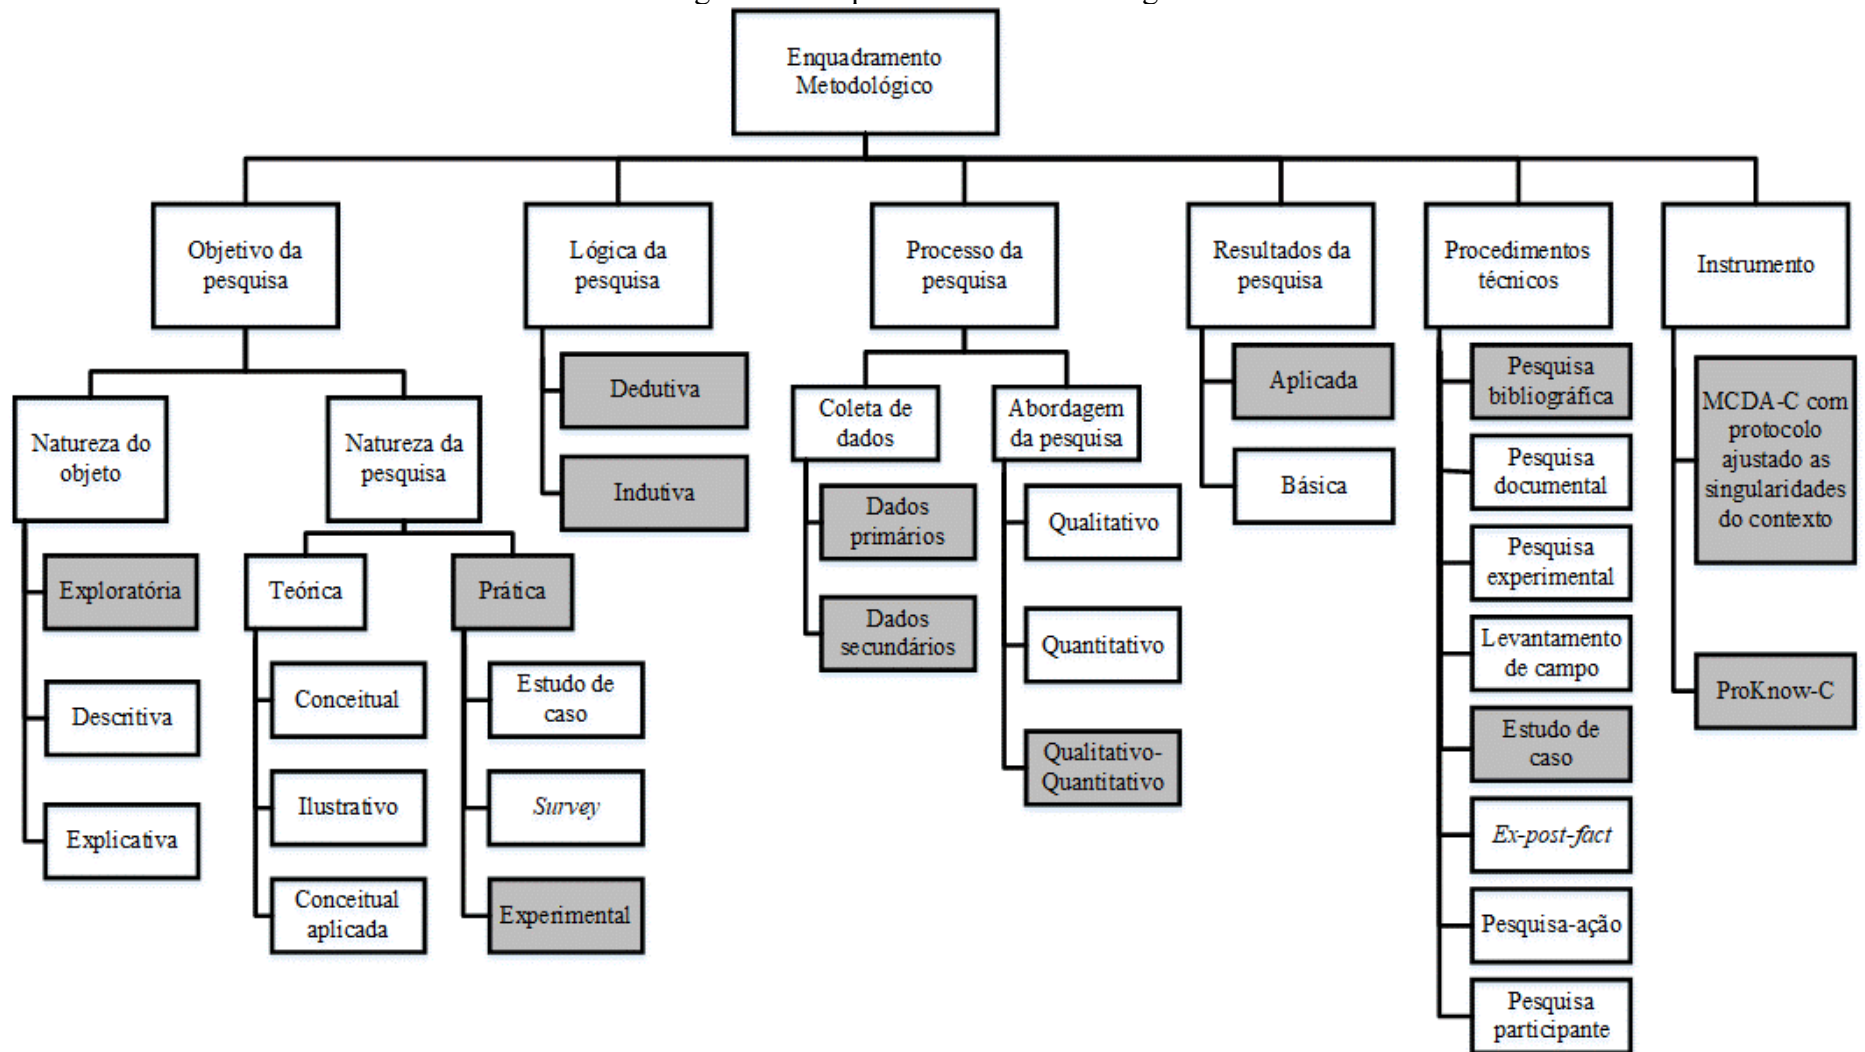 Enquadramento
Metodológico
Objetivo da
pesquisa
Lógica da
pesquisa
Processo da
pesquisa
Resultados da
pesquisa
Procedimentos
técnicos
Instrumento
Natureza do
objeto
Natureza da
pesquisa
Exploratória
Descritiva
Explicativa
Teórica
Conceitual
Ilustrativo
Conceitual
aplicada
Prática
Estudo de
caso
Survey
Experimental
Dedutiva
Indutiva
Coleta de
dados
Dados
primários
Dados
secundários
Abordagem
da pesquisa
Qualitativo
Quantitativo
Qualitativo-
Quantitativo
Aplicada
Básica
Pesquisa
bibliográfica
Pesquisa
documental
Pesquisa
experimental
Levantamento
de campo
Estudo de
caso
Ex-post-fact
Pesquisa-ação
Pesquisa
participante
MCDA-C com
protocolo
ajustado as
singularidades
do contexto
ProKnow-C